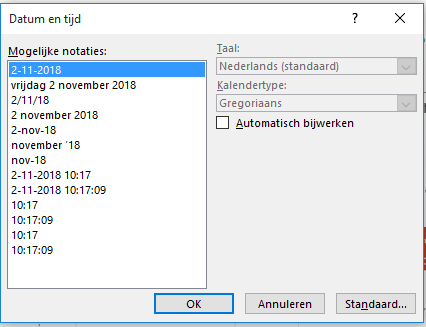 Datum en tijd
Mogelijke notaties:
2-11-2018
vrijdag 2 november 2018
2/11/18
2 november 2018
2-nov-18
november '18
nov-18
2-11-2018 10:17
2-11-2018 10:17:09
10:17
10:17:09
10:17
10:17:09
Taal:
Nederlands (standaard)
Kalendertype:
Gregoriaans
Automatisch bijwerken
OK
Annuleren
Standaard...